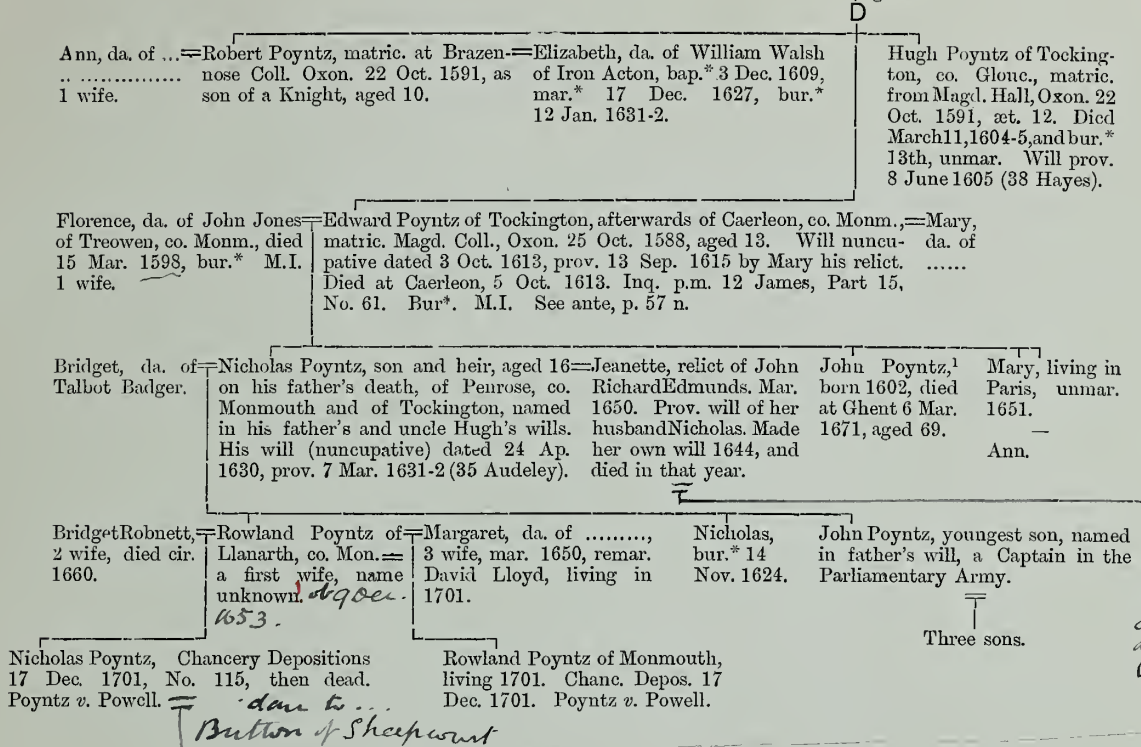 D
Ann, da. of ...=Robert Poyntz, matric. at Brazen-=Elizabeth, da. of William Walsh
.. ............... nose Coll. Oxon. 22 Oct. 1591, as of Iron Acton, bap.* 3 Dec. 1609,
1 wife. son of a Knight, aged 10. mar.* 17 Dec. 1627, bur.*
12 Jan. 1631-2.
Hugh Poyntz of Tocking-
ton, co. Glouc., matric.
from Magd. Hall, Oxon. 22
Oct. 1591, æt. 12. Died
March 11, 1604-5, and bur.*
13th, unmar. Will prov.
8 June 1605 (38 Hayes).
Florence, da. of John Jones=Edward Poyntz of Tockington, afterwards of Caerleon, co. Monm.,=Mary,
of Treowen, co. Monm., died matric. Magd. Coll., Oxon. 25 Oct. 1588, aged 13. Will nuncu- da. of
15 Mar. 1598, bur.* M.I. pative dated 3 Oct. 1613, prov. 13 Sep. 1615 by Mary his relict. ......
1 wife. Died at Caerleon, 5 Oct. 1613. Inq. p.m. 12 James, Part 15,
No. 61. Bur*. M.I. See ante, p. 57 n.
Bridget, da. of=
Talbot Badger.
Nicholas Poyntz, son and heir, aged 16=
on his father's death, of Penrose, co.
Monmouth and of Tockington, named
in his father's and uncle Hugh's wills.
His will (nuncupative) dated 24 Ap.
1630, prov. 7 Mar. 1631-2 (35 Audeley).
Jeanette, relict of John
Richard Edmunds. Mar.
1650. Prov. will of her
husband Nicholas. Made
her own will 1644, and
died in that year.
John Poyntz,¹
born 1602, died
at Ghent 6 Mar.
1671, aged 69.
Mary, living in
Paris, unmar.
1651.
—
Ann.
Bridget Robnett,=
2 wife, died cir.
1660.
Rowland Poyntz of=
Llanarth, co. Mon.=
a first wife, name
unknown.
1653.
Margaret, da. of .........,
3 wife, mar. 1650, remar.
David Lloyd, living in
1701.
Nicholas,
bur.* 14
Nov. 1624.
John Poyntz, youngest son, named
in father's will, a Captain in the
Parliamentary Army.
Three sons.
Nicholas Poyntz, Chancery Depositions
17 Dec. 1701, No. 115, then dead.
Poyntz v. Powell. = dau to ...
Button of Sheepcourt
Rowland Poyntz of Monmouth,
living 1701. Chanc. Depos. 17
Dec. 1701. Poyntz v. Powell.